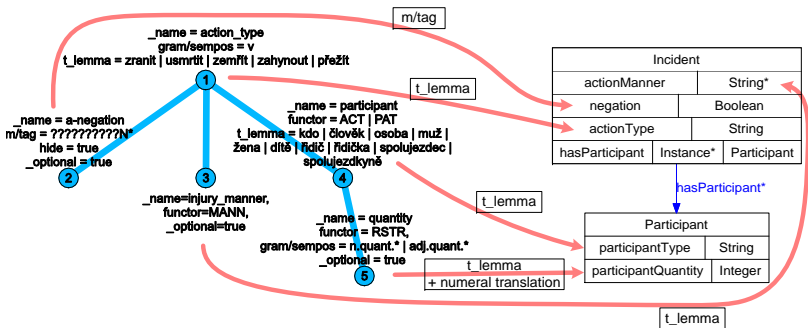 _name = action_type
gram/sempos = v
t_lemma = zranit | usmrtit | zemřít | zahynout | přežít
1
m/tag
t_lemma
_name = a-negation
m/tag = ??????????N*
hide = true
_optional = true
2
_name=injury_manner,
functor=MANN,
_optional=true
3
_name = participant
functor = ACT | PAT
t_lemma = kdo | člověk | osoba | muž |
žena | dítě | řidič | řidička | spolujezdec |
spolujezdkyně
4
_name = quantity
functor = RSTR,
gram/sempos = n.quant.* | adj.quant.*
_optional = true
5
t_lemma
t_lemma
+ numeral translation
t_lemma
Incident
actionManner String*
negation Boolean
actionType String
hasParticipant Instance* Participant
hasParticipant*
Participant
participantType String
participantQuantity Integer